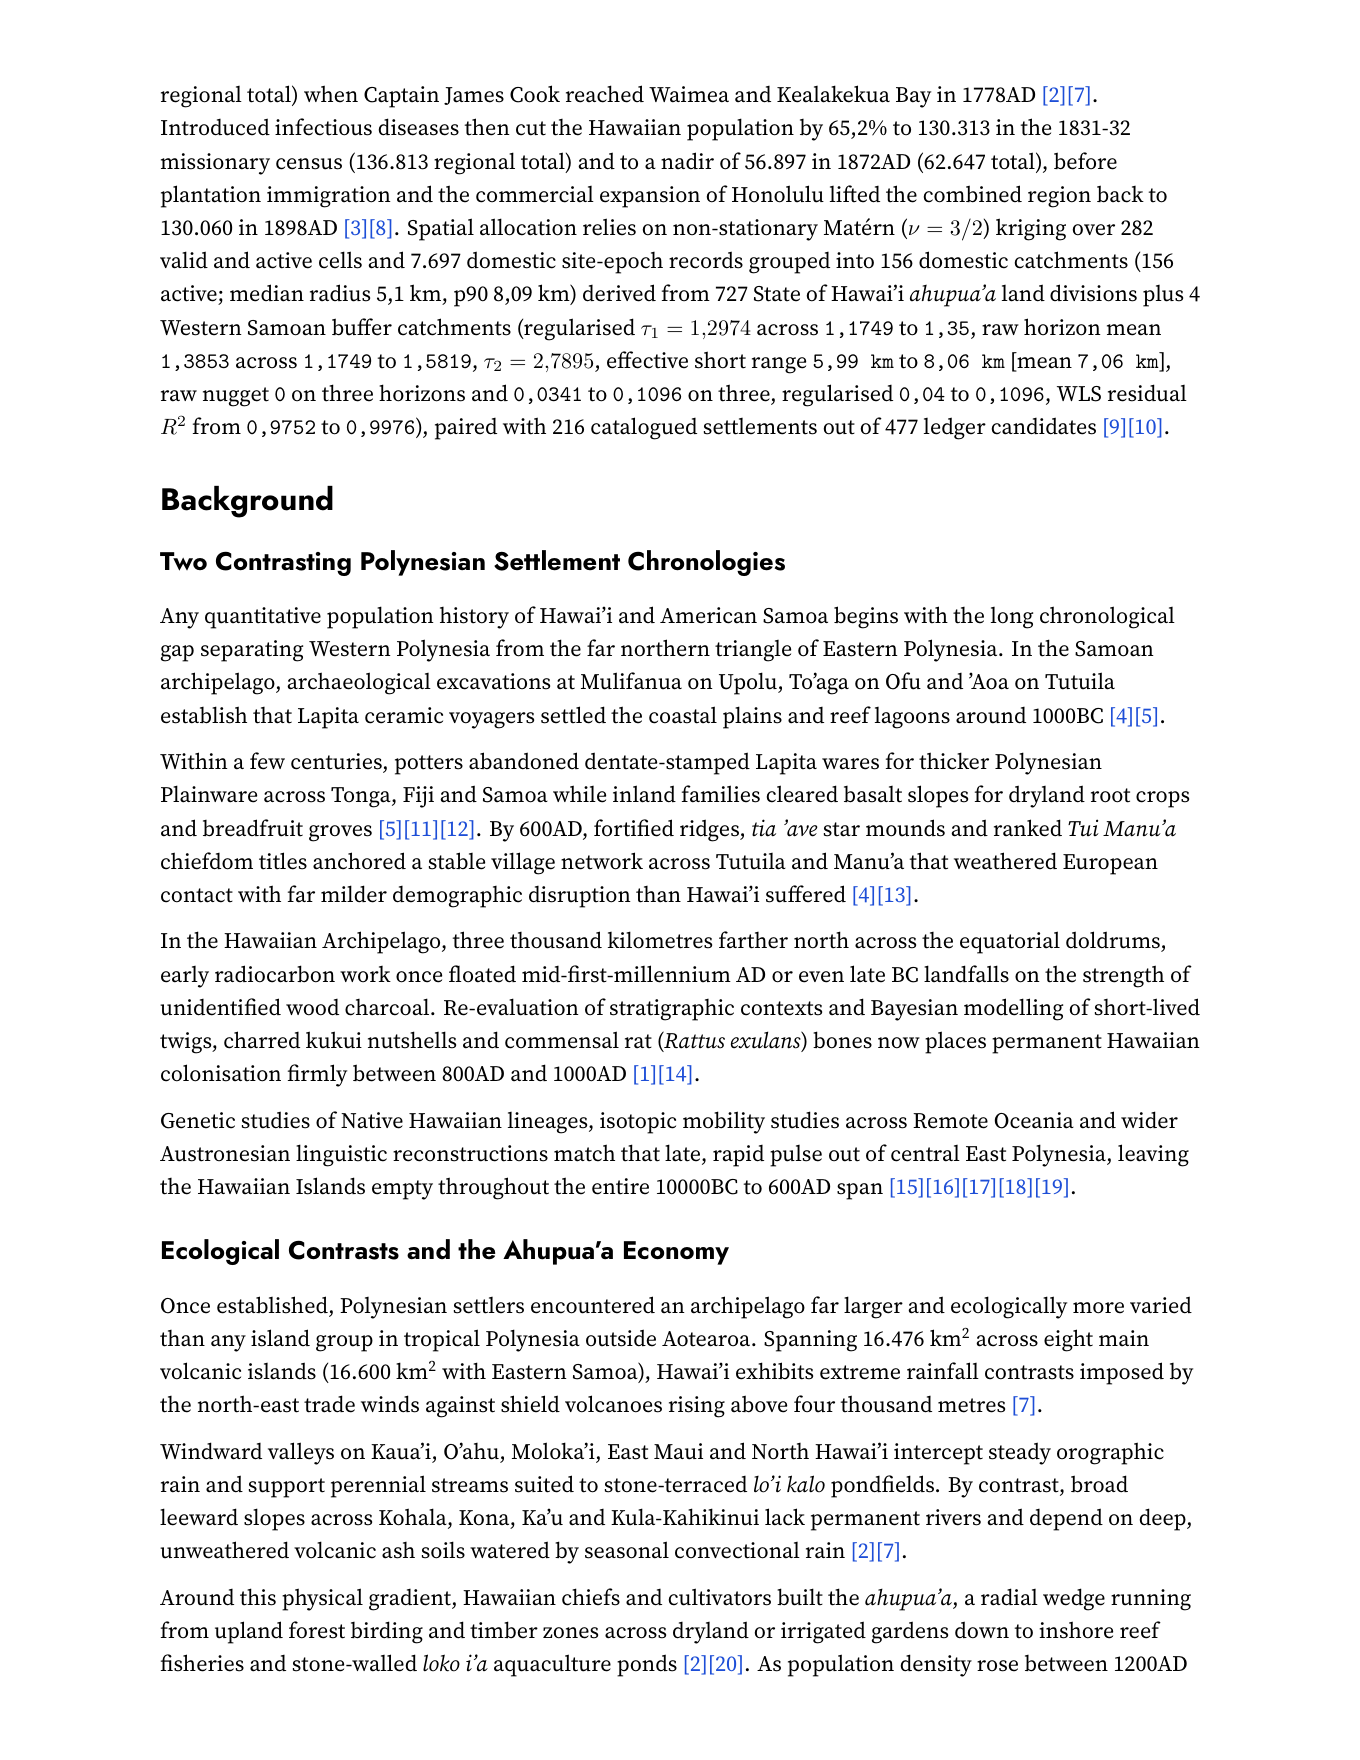 regional total) when Captain James Cook reached Waimea and Kealakekua Bay in 1778AD [2][7].
Introduced infectious diseases then cut the Hawaiian population by 65,2% to 130.313 in the 1831-32
missionary census (136.813 regional total) and to a nadir of 56.897 in 1872AD (62.647 total), before
plantation immigration and the commercial expansion of Honolulu lifted the combined region back to
130.060 in 1898AD [3][8]. Spatial allocation relies on non-stationary Matérn (ν = 3/2) kriging over 282
valid and active cells and 7.697 domestic site-epoch records grouped into 156 domestic catchments (156
active; median radius 5,1 km, p90 8,09 km) derived from 727 State of Hawai’i ahupua’a land divisions plus 4
Western Samoan buffer catchments (regularised τ₁ = 1,2974 across 1,1749 to 1,35, raw horizon mean
1,3853 across 1,1749 to 1,5819, τ₂ = 2,7895, effective short range 5,99 km to 8,06 km [mean 7,06 km],
raw nugget 0 on three horizons and 0,0341 to 0,1096 on three, regularised 0,04 to 0,1096, WLS residual
R² from 0,9752 to 0,9976), paired with 216 catalogued settlements out of 477 ledger candidates [9][10].
Background
Two Contrasting Polynesian Settlement Chronologies
Any quantitative population history of Hawai’i and American Samoa begins with the long chronological
gap separating Western Polynesia from the far northern triangle of Eastern Polynesia. In the Samoan
archipelago, archaeological excavations at Mulifanua on Upolu, To’aga on Ofu and ’Aoa on Tutuila
establish that Lapita ceramic voyagers settled the coastal plains and reef lagoons around 1000BC [4][5].
Within a few centuries, potters abandoned dentate-stamped Lapita wares for thicker Polynesian
Plainware across Tonga, Fiji and Samoa while inland families cleared basalt slopes for dryland root crops
and breadfruit groves [5][11][12]. By 600AD, fortified ridges, tia ’ave star mounds and ranked Tui Manu’a
chiefdom titles anchored a stable village network across Tutuila and Manu’a that weathered European
contact with far milder demographic disruption than Hawai’i suffered [4][13].
In the Hawaiian Archipelago, three thousand kilometres farther north across the equatorial doldrums,
early radiocarbon work once floated mid-first-millennium AD or even late BC landfalls on the strength of
unidentified wood charcoal. Re-evaluation of stratigraphic contexts and Bayesian modelling of short-lived
twigs, charred kukui nutshells and commensal rat (Rattus exulans) bones now places permanent Hawaiian
colonisation firmly between 800AD and 1000AD [1][14].
Genetic studies of Native Hawaiian lineages, isotopic mobility studies across Remote Oceania and wider
Austronesian linguistic reconstructions match that late, rapid pulse out of central East Polynesia, leaving
the Hawaiian Islands empty throughout the entire 10000BC to 600AD span [15][16][17][18][19].
Ecological Contrasts and the Ahupua’a Economy
Once established, Polynesian settlers encountered an archipelago far larger and ecologically more varied
than any island group in tropical Polynesia outside Aotearoa. Spanning 16.476 km² across eight main
volcanic islands (16.600 km² with Eastern Samoa), Hawai’i exhibits extreme rainfall contrasts imposed by
the north-east trade winds against shield volcanoes rising above four thousand metres [7].
Windward valleys on Kaua’i, O’ahu, Moloka’i, East Maui and North Hawai’i intercept steady orographic
rain and support perennial streams suited to stone-terraced lo’i kalo pondfields. By contrast, broad
leeward slopes across Kohala, Kona, Ka’u and Kula-Kahikinui lack permanent rivers and depend on deep,
unweathered volcanic ash soils watered by seasonal convectional rain [2][7].
Around this physical gradient, Hawaiian chiefs and cultivators built the ahupua’a, a radial wedge running
from upland forest birding and timber zones across dryland or irrigated gardens down to inshore reef
fisheries and stone-walled loko i’a aquaculture ponds [2][20]. As population density rose between 1200AD